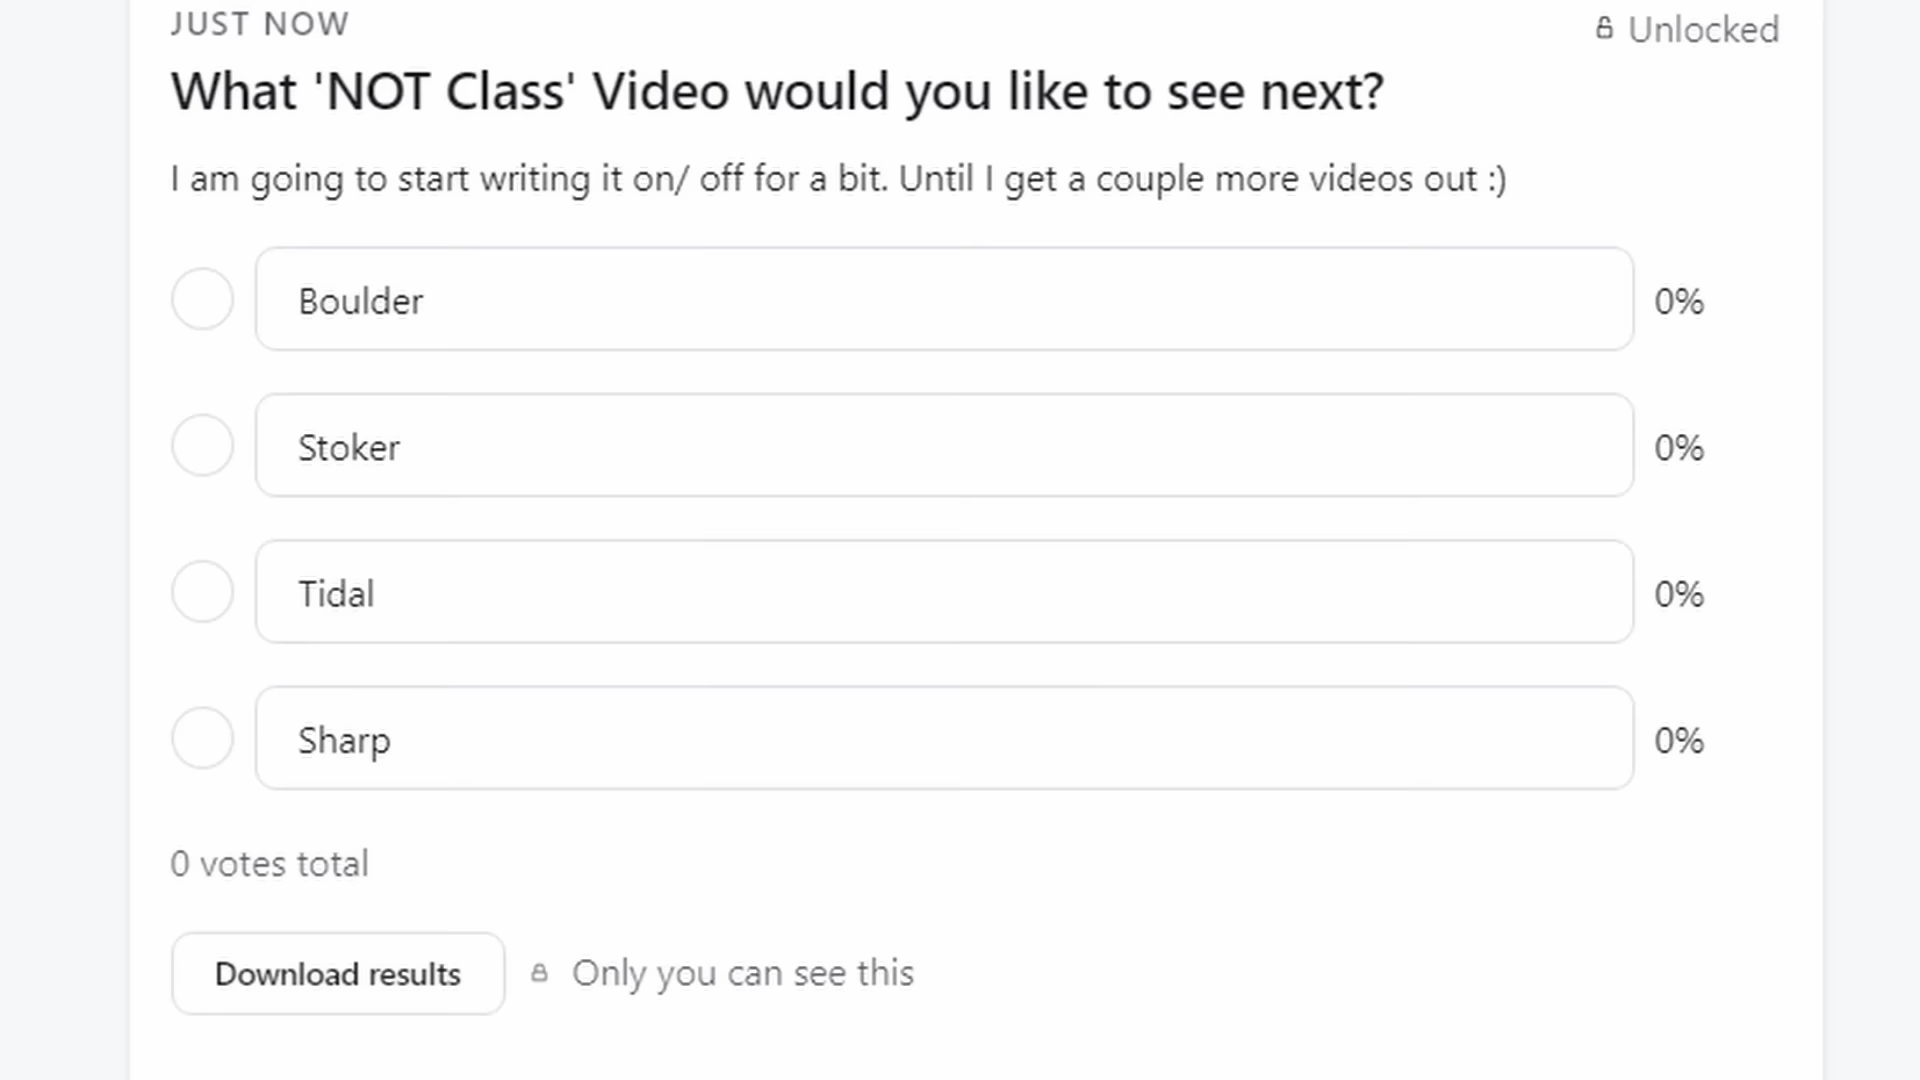 JUST NOW
Unlocked
What 'NOT Class' Video would you like to see next?
I am going to start writing it on/ off for a bit. Until I get a couple more videos out :)
Boulder 0%
Stoker 0%
Tidal 0%
Sharp 0%
0 votes total
Download results Only you can see this